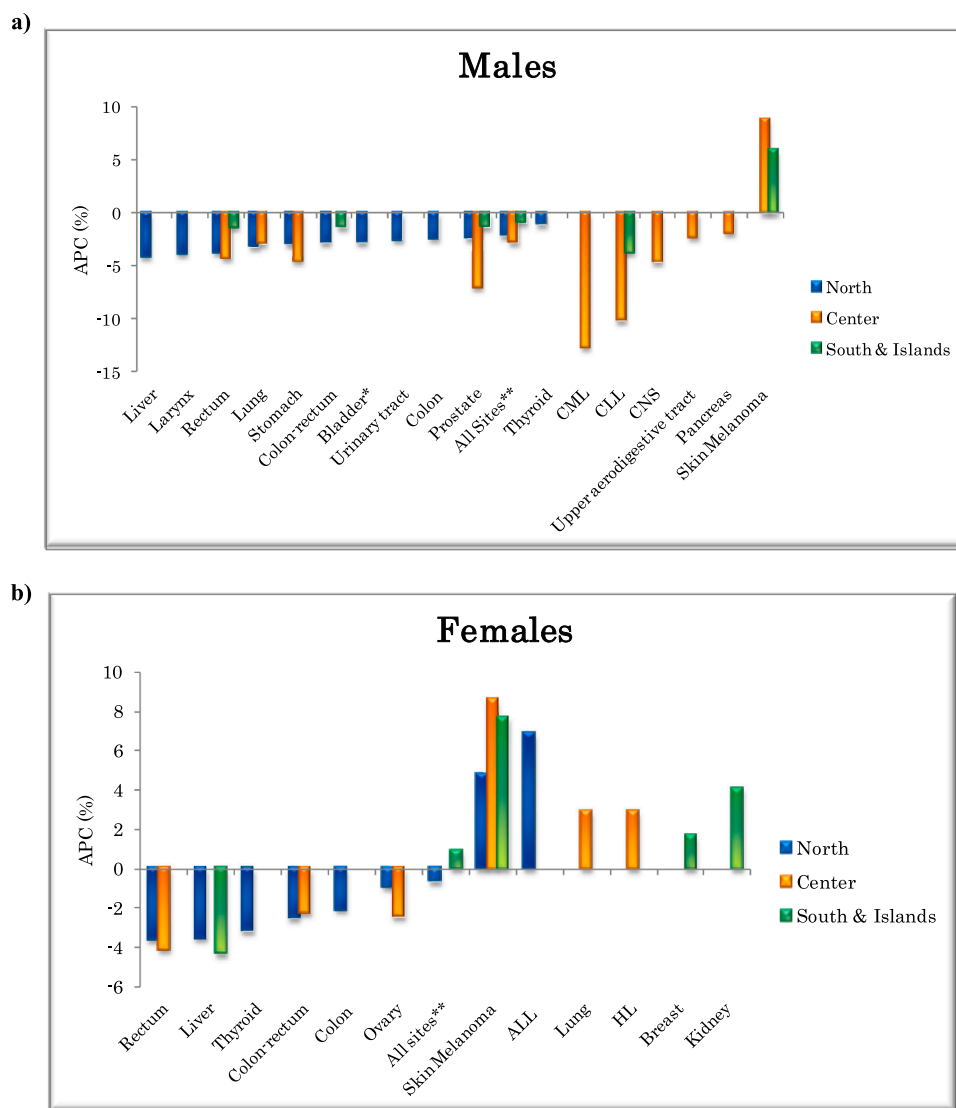 a)
Males
10
5
0
-5
-10
-15
APC (%)
North
Center
South & Islands
Liver
Larynx
Rectum
Lung
Stomach
Colon-rectum
Bladder*
Urinary tract
Colon
Prostate
All Sites**
Thyroid
CML
CLL
CNS
Upper aerodigestive tract
Pancreas
Skin Melanoma
b)
Females
10
8
6
4
2
0
-2
-4
-6
APC (%)
North
Center
South & Islands
Rectum
Liver
Thyroid
Colon-rectum
Colon
Ovary
All sites**
Skin Melanoma
ALL
Lung
HL
Breast
Kidney